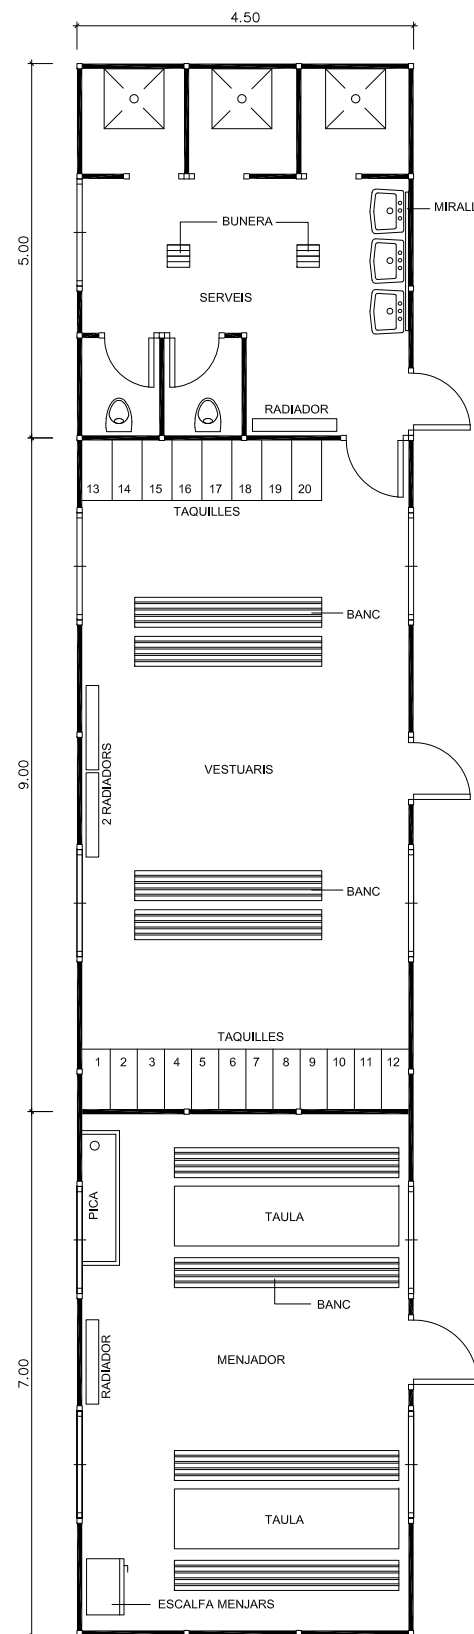 4.50
5.00
MIRALL
BUNERA
SERVEIS
RADIADOR
13 14 15 16 17 18 19 20
TAQUILLES
BANC
9.00
2 RADIADORS
VESTUARIS
BANC
TAQUILLES
1 2 3 4 5 6 7 8 9 10 11 12
PICA
TAULA
BANC
7.00
RADIADOR
MENJADOR
TAULA
ESCALFA MENJARS